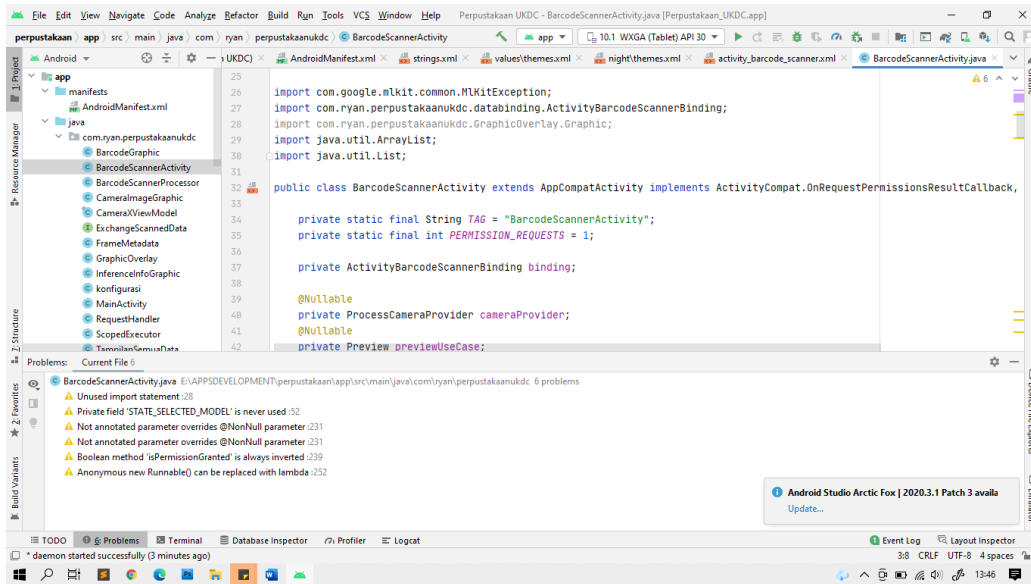 File Edit View Navigate Code Analyze Refactor Build Run Tools VCS Window Help Perpustakaan UKDC - BarcodeScannerActivity.java [Perpustakaan_UKDC.app]
perpustakaan app src main java com ryan perpustakaanukdc BarcodeScannerActivity app 10.1 WXGA (Tablet) API 30
Android UKDC) AndroidManifest.xml strings.xml values\themes.xml night\themes.xml activity_barcode_scanner.xml BarcodeScannerActivity.java
1: Project
Resource Manager
Z: Structure
2: Favorites
Build Variants
app
manifests
AndroidManifest.xml
java
com.ryan.perpustakaanukdc
BarcodeGraphic
BarcodeScannerActivity
BarcodeScannerProcessor
CameraImageGraphic
CameraXViewModel
ExchangeScannedData
FrameMetadata
GraphicOverlay
InferenceInfoGraphic
konfigurasi
MainActivity
RequestHandler
ScopedExecutor
TampilanSemuaData
6
25
26 import com.google.mlkit.common.MlKitException;
27 import com.ryan.perpustakaanukdc.databinding.ActivityBarcodeScannerBinding;
28 import com.ryan.perpustakaanukdc.GraphicOverlay.Graphic;
29 import java.util.ArrayList;
30 import java.util.List;
31
32 public class BarcodeScannerActivity extends AppCompatActivity implements ActivityCompat.OnRequestPermissionsResultCallback,
33
34 private static final String TAG = "BarcodeScannerActivity";
35 private static final int PERMISSION_REQUESTS = 1;
36
37 private ActivityBarcodeScannerBinding binding;
38
39 @Nullable
40 private ProcessCameraProvider cameraProvider;
41 @Nullable
42 private Preview previewUseCase;
Problems: Current File 6
BarcodeScannerActivity.java E:\APPSDEVELOPMENT\perpustakaan\app\src\main\java\com\ryan\perpustakaanukdc 6 problems
Unused import statement :28
Private field 'STATE_SELECTED_MODEL' is never used :52
Not annotated parameter overrides @NonNull parameter :231
Not annotated parameter overrides @NonNull parameter :231
Boolean method 'isPermissionGranted' is always inverted :239
Anonymous new Runnable() can be replaced with lambda :252
Android Studio Arctic Fox | 2020.3.1 Patch 3 availa
Update...
TODO 6: Problems Terminal Database Inspector Profiler Logcat 1 Event Log Layout Inspector
* daemon started successfully (3 minutes ago) 3:8 CRLF UTF-8 4 spaces
13:46